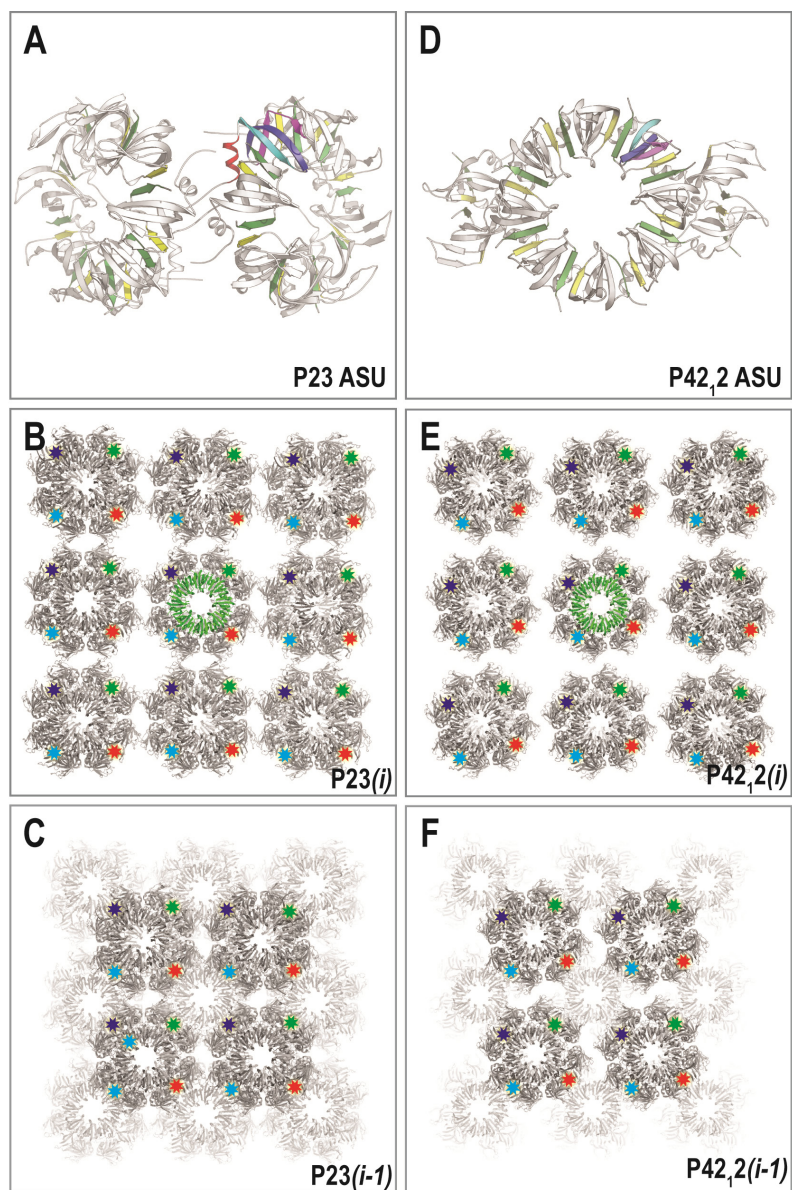 A
P23 ASU
D
P42₁2 ASU
B
P23(i)
E
P42₁2(i)
C
P23(i-1)
F
P42₁2(i-1)